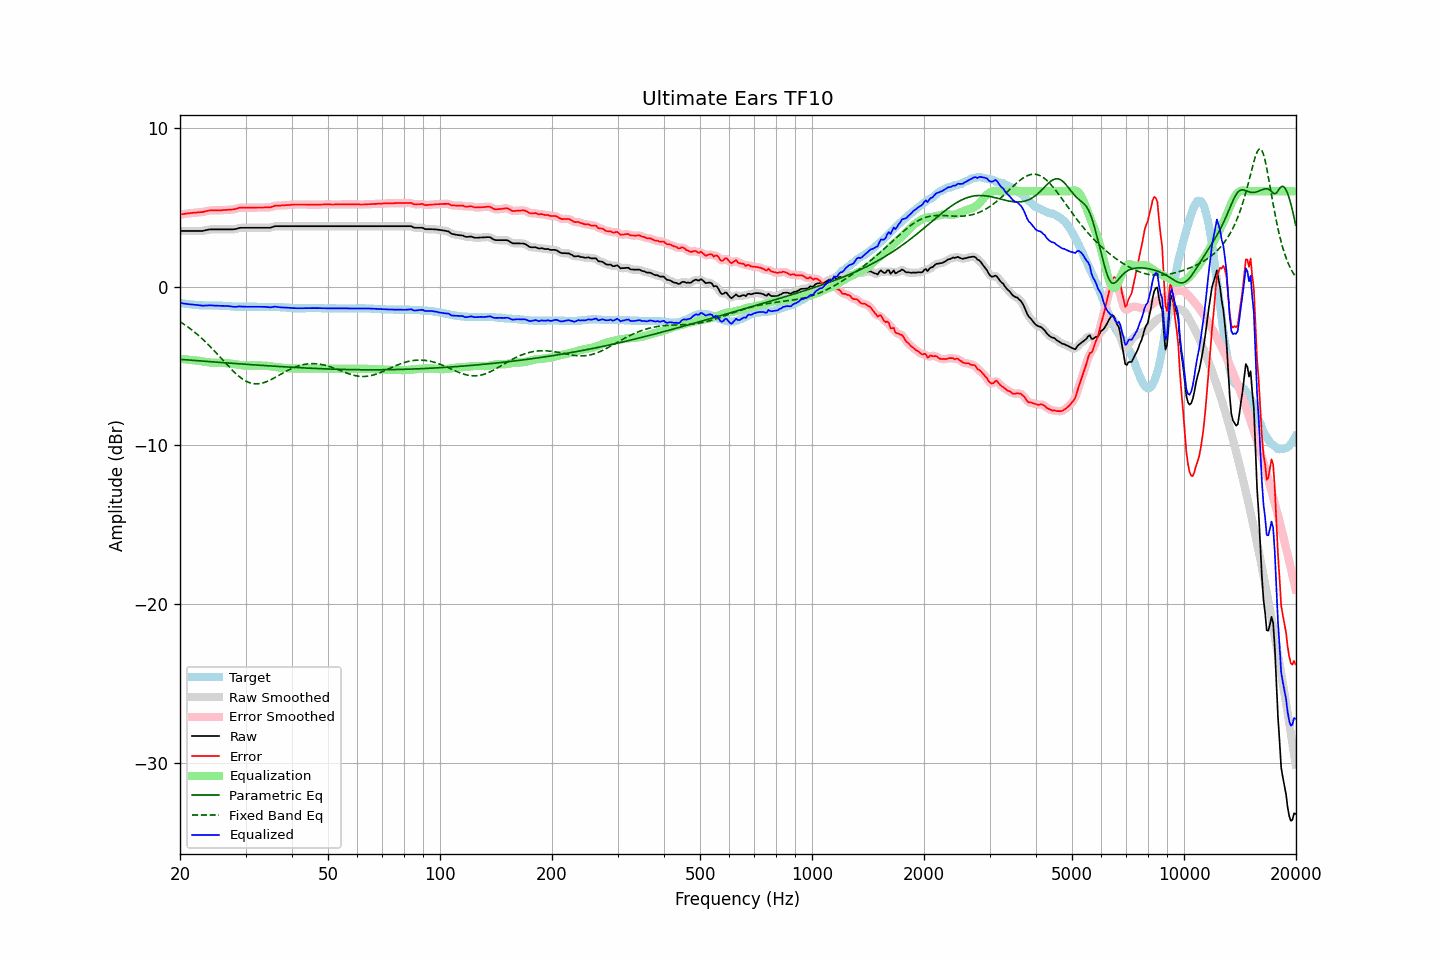 Ultimate Ears TF10
10
0
−10
−20
−30
Amplitude (dBr)
Target
Raw Smoothed
Error Smoothed
Raw
Error
Equalization
Parametric Eq
Fixed Band Eq
Equalized
20 50 100 200 500 1000 2000 5000 10000 20000
Frequency (Hz)